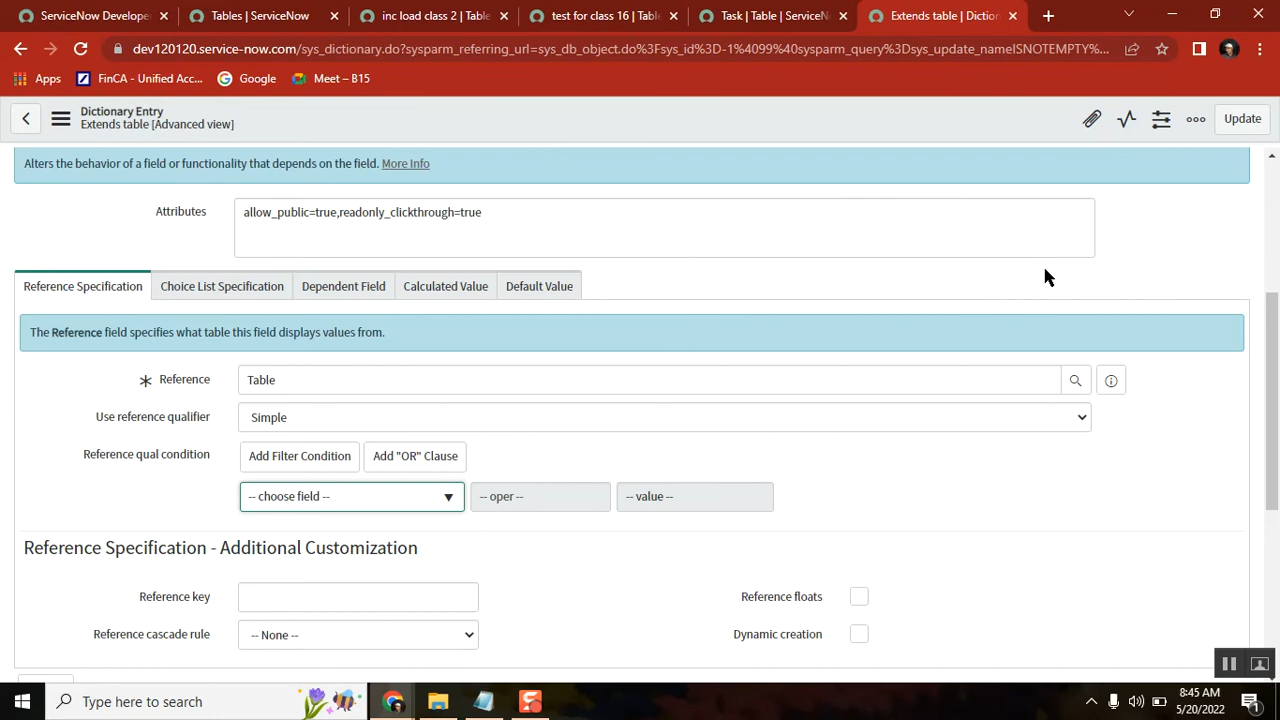 ServiceNow Develope
Tables | ServiceNow
inc load class 2 | Table
test for class 16 | Table
Task | Table | ServiceN
Extends table | Diction
dev120120.service-now.com/sys_dictionary.do?sysparm_referring_url=sys_db_object.do%3Fsys_id%3D-1%4099%40sysparm_query%3Dsys_update_nameISNOTEMPTY%...
Apps
FinCA - Unified Acc...
Google
Meet – B15
Dictionary Entry
Extends table [Advanced view]
Update
Alters the behavior of a field or functionality that depends on the field. More Info
Attributes
allow_public=true,readonly_clickthrough=true
Reference Specification
Choice List Specification
Dependent Field
Calculated Value
Default Value
The Reference field specifies what table this field displays values from.
Reference
Table
Use reference qualifier
Simple
Reference qual condition
Add Filter Condition
Add "OR" Clause
-- choose field --
-- oper --
-- value --
Reference Specification - Additional Customization
Reference key
Reference floats
Reference cascade rule
-- None --
Dynamic creation
Type here to search
8:45 AM
5/20/2022
1